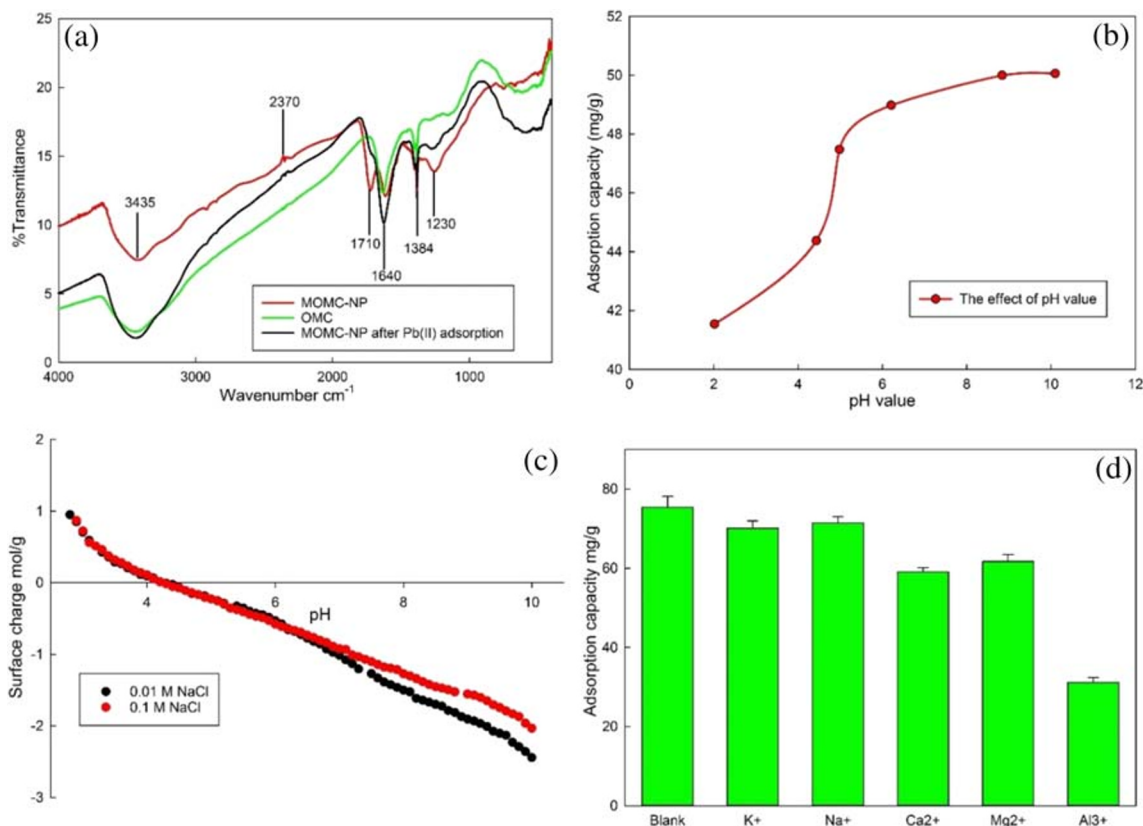 (a)
25
20
15
10
5
0
%Transmittance
2370
3435
1710
1640
1384
1230
MOMC-NP
OMC
MOMC-NP after Pb(II) adsorption
4000
3000
2000
1000
Wavenumber cm-1
(b)
52
50
48
46
44
42
40
Adsorption capacity (mg/g)
The effect of pH value
0
2
4
6
8
10
12
pH value
(c)
2
1
0
-1
-2
-3
Surface charge mol/g
4
6
8
10
pH
0.01 M NaCl
0.1 M NaCl
(d)
80
60
40
20
0
Adsorption capacity mg/g
Blank
K+
Na+
Ca2+
Mg2+
Al3+